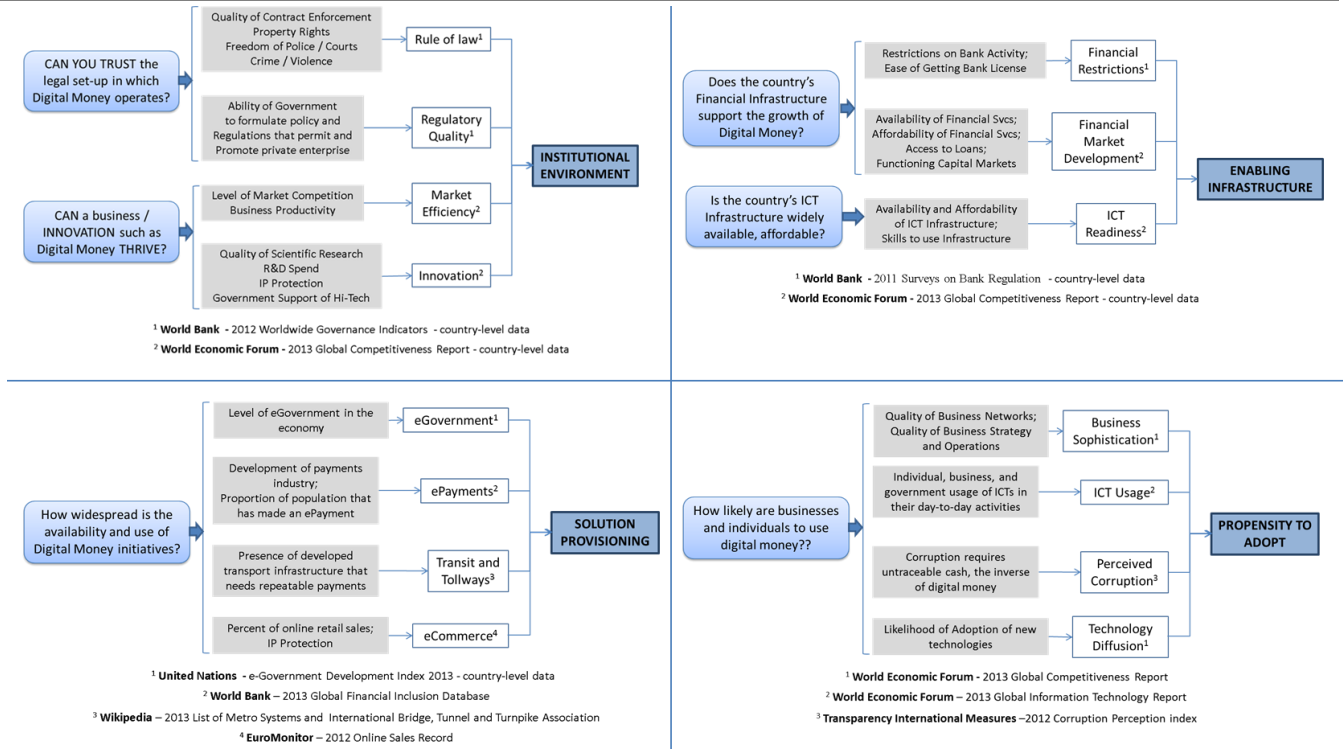 CAN YOU TRUST the
legal set-up in which
Digital Money operates?
Quality of Contract Enforcement
Property Rights
Freedom of Police / Courts
Crime / Violence
Rule of law¹
Ability of Government
to formulate policy and
Regulations that permit and
Promote private enterprise
Regulatory
Quality¹
CAN a business /
INNOVATION such as
Digital Money THRIVE?
Level of Market Competition
Business Productivity
Market
Efficiency²
Quality of Scientific Research
R&D Spend
IP Protection
Government Support of Hi-Tech
Innovation²
INSTITUTIONAL
ENVIRONMENT
¹ World Bank - 2012 Worldwide Governance Indicators - country-level data
² World Economic Forum - 2013 Global Competitiveness Report - country-level data
Does the country's
Financial Infrastructure
support the growth of
Digital Money?
Restrictions on Bank Activity;
Ease of Getting Bank License
Financial
Restrictions¹
Availability of Financial Svcs;
Affordability of Financial Svcs;
Access to Loans;
Functioning Capital Markets
Financial
Market
Development²
Is the country's ICT
Infrastructure widely
available, affordable?
Availability and Affordability
of ICT Infrastructure;
Skills to use Infrastructure
ICT
Readiness²
ENABLING
INFRASTRUCTURE
¹ World Bank - 2011 Surveys on Bank Regulation - country-level data
² World Economic Forum - 2013 Global Competitiveness Report - country-level data
How widespread is the
availability and use of
Digital Money initiatives?
Level of eGovernment in the
economy
eGovernment¹
Development of payments
industry;
Proportion of population that
has made an ePayment
ePayments²
Presence of developed
transport infrastructure that
needs repeatable payments
Transit and
Tollways³
Percent of online retail sales;
IP Protection
eCommerce⁴
SOLUTION
PROVISIONING
¹ United Nations - e-Government Development Index 2013 - country-level data
² World Bank – 2013 Global Financial Inclusion Database
³ Wikipedia – 2013 List of Metro Systems and International Bridge, Tunnel and Turnpike Association
⁴ EuroMonitor – 2012 Online Sales Record
How likely are businesses
and individuals to use
digital money??
Quality of Business Networks;
Quality of Business Strategy
and Operations
Business
Sophistication¹
Individual, business, and
government usage of ICTs in
their day-to-day activities
ICT Usage²
Corruption requires
untraceable cash, the inverse
of digital money
Perceived
Corruption³
Likelihood of Adoption of new
technologies
Technology
Diffusion¹
PROPENSITY TO
ADOPT
¹ World Economic Forum - 2013 Global Competitiveness Report
² World Economic Forum – 2013 Global Information Technology Report
³ Transparency International Measures –2012 Corruption Perception index